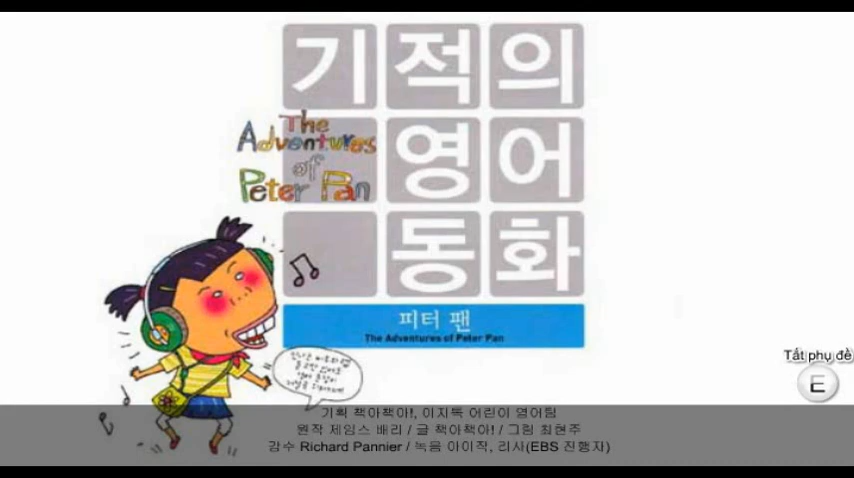 기적의
The
Adventures
of
Peter Pan
영어
동화
피터 팬
The Adventures of Peter Pan
Tắt phụ đề
E
기획 책아책아!, 이지톡 어린이 영어팀
원작 제임스 배리 / 글 책아책아! / 그림 최현주
감수 Richard Pannier / 녹음 아이작, 리사(EBS 진행자)